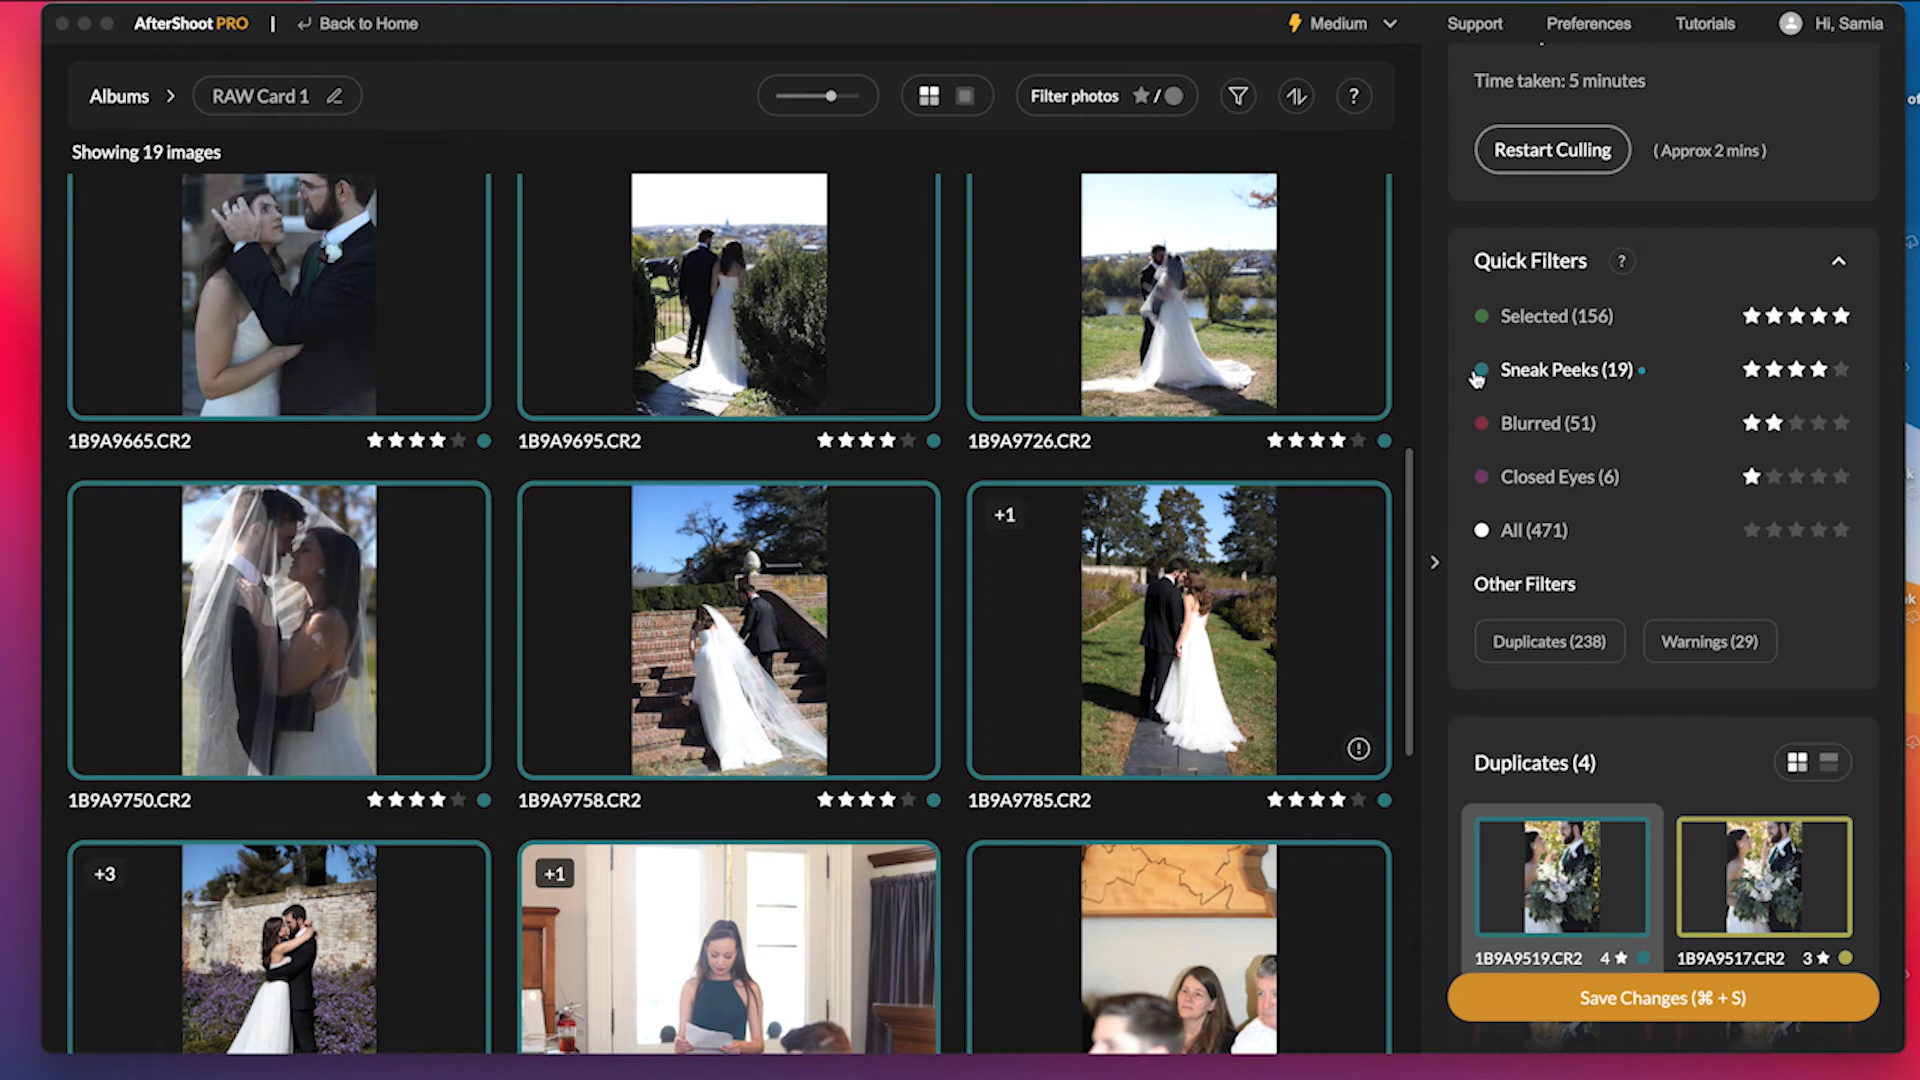 AfterShoot PRO | Back to Home
Medium
Support
Preferences
Tutorials
Hi, Samia
Albums > RAW Card 1
Filter photos /
?
Showing 19 images
1B9A9665.CR2
1B9A9695.CR2
1B9A9726.CR2
+1
1B9A9750.CR2
1B9A9758.CR2
1B9A9785.CR2
+3
+1
Time taken: 5 minutes
Restart Culling
(Approx 2 mins)
Quick Filters ?
Selected (156)
Sneak Peeks (19)
Blurred (51)
Closed Eyes (6)
All (471)
Other Filters
Duplicates (238)
Warnings (29)
Duplicates (4)
1B9A9519.CR2 4
1B9A9517.CR2 3
Save Changes (⌘ + S)